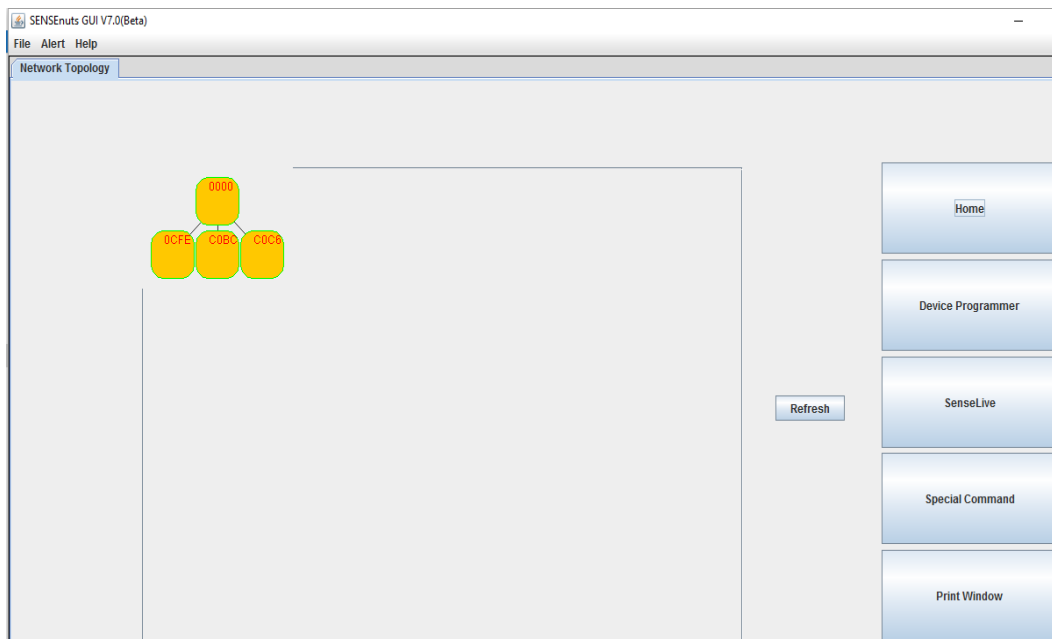 SENSEnuts GUI V7.0(Beta)
File Alert Help
Network Topology
0000
0CFE C0BC C0C6
Home
Device Programmer
SenseLive
Refresh
Special Command
Print Window